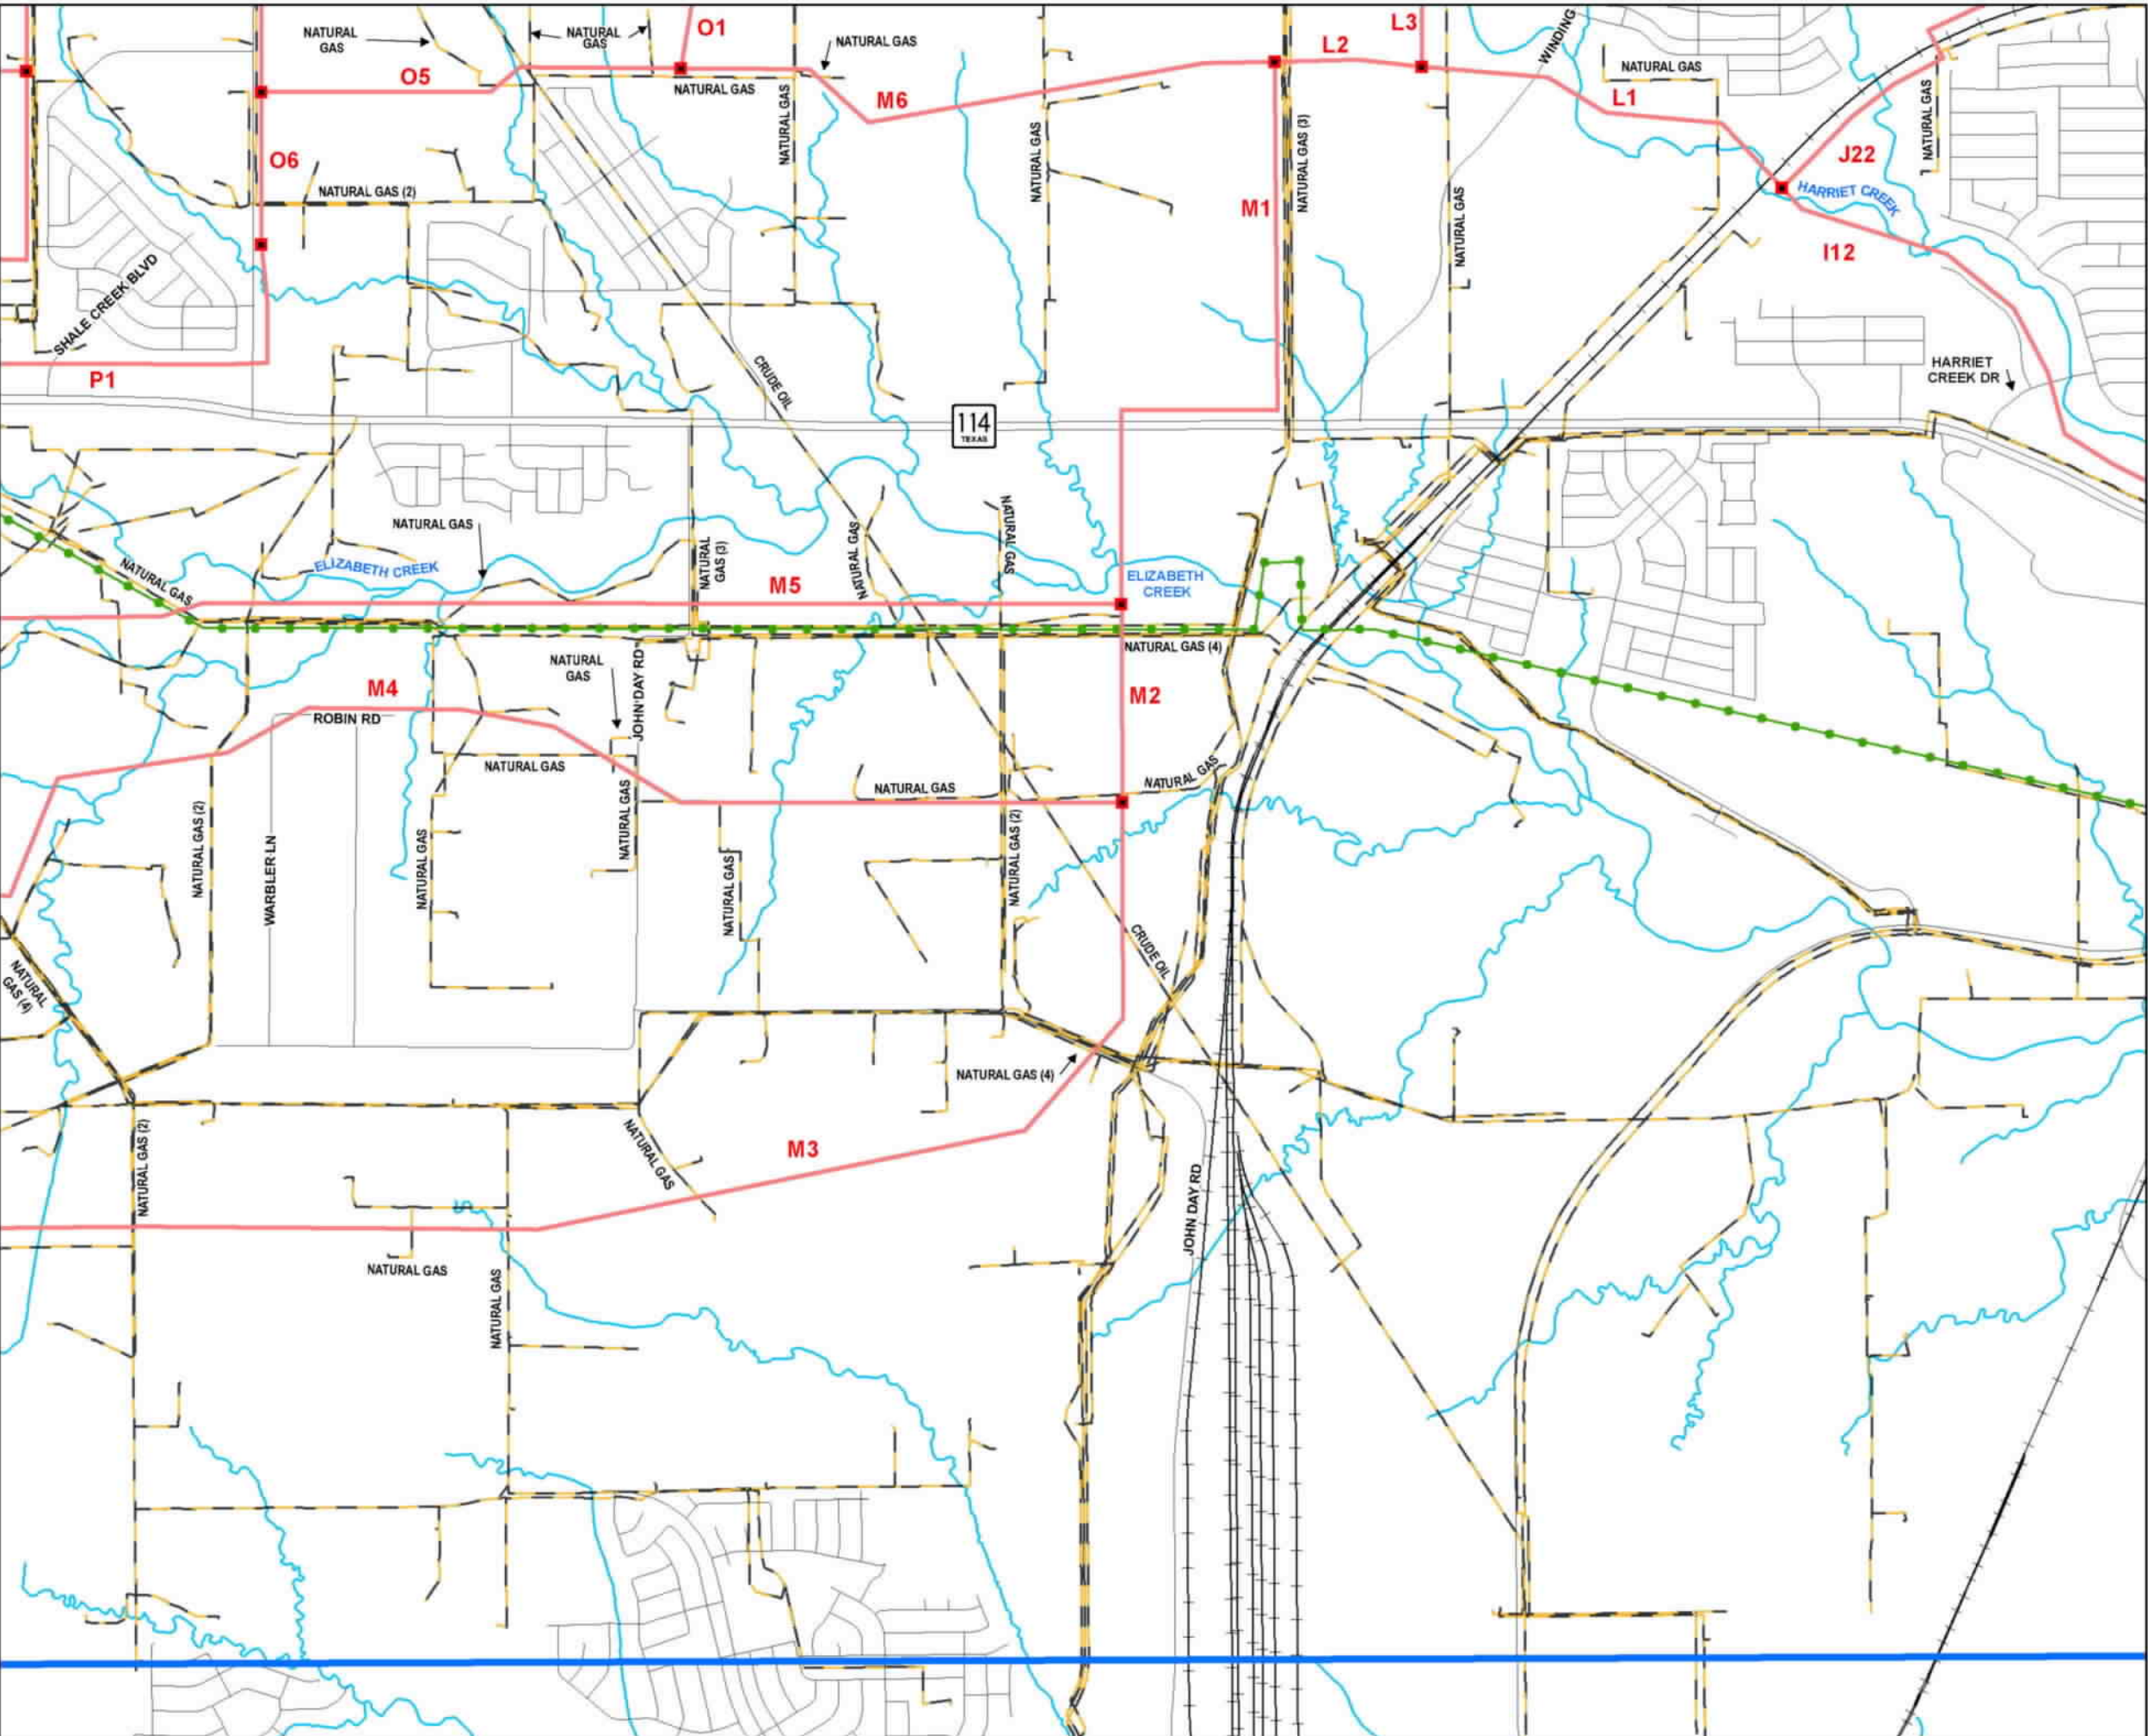 NATURAL
GAS
NATURAL
GAS
O1
NATURAL GAS
L3
L2
WINDING
NATURAL GAS
O5
NATURAL GAS
M6
L1
NATURAL GAS
NATURAL GAS
NATURAL GAS
NATURAL GAS (3)
O6
J22
NATURAL GAS (2)
HARRIET CREEK
M1
NATURAL GAS
I12
SHALE CREEK BLVD
P1
CRUDE OIL
HARRIET
CREEK DR
114
TEXAS
NATURAL GAS
NATURAL GAS
NATURAL GAS
NATURAL
GAS (3)
NATURAL GAS
ELIZABETH CREEK
M5
ELIZABETH
CREEK
NATURAL GAS (4)
NATURAL
GAS
JOHN DAY RD
M4
M2
ROBIN RD
NATURAL GAS
NATURAL GAS
NATURAL GAS
NATURAL GAS (2)
WARBLER LN
NATURAL GAS
NATURAL GAS
NATURAL GAS
NATURAL GAS (2)
CRUDE OIL
NATURAL
GAS (4)
NATURAL GAS (4)
NATURAL GAS (2)
NATURAL GAS
M3
JOHN DAY RD
NATURAL GAS
NATURAL GAS